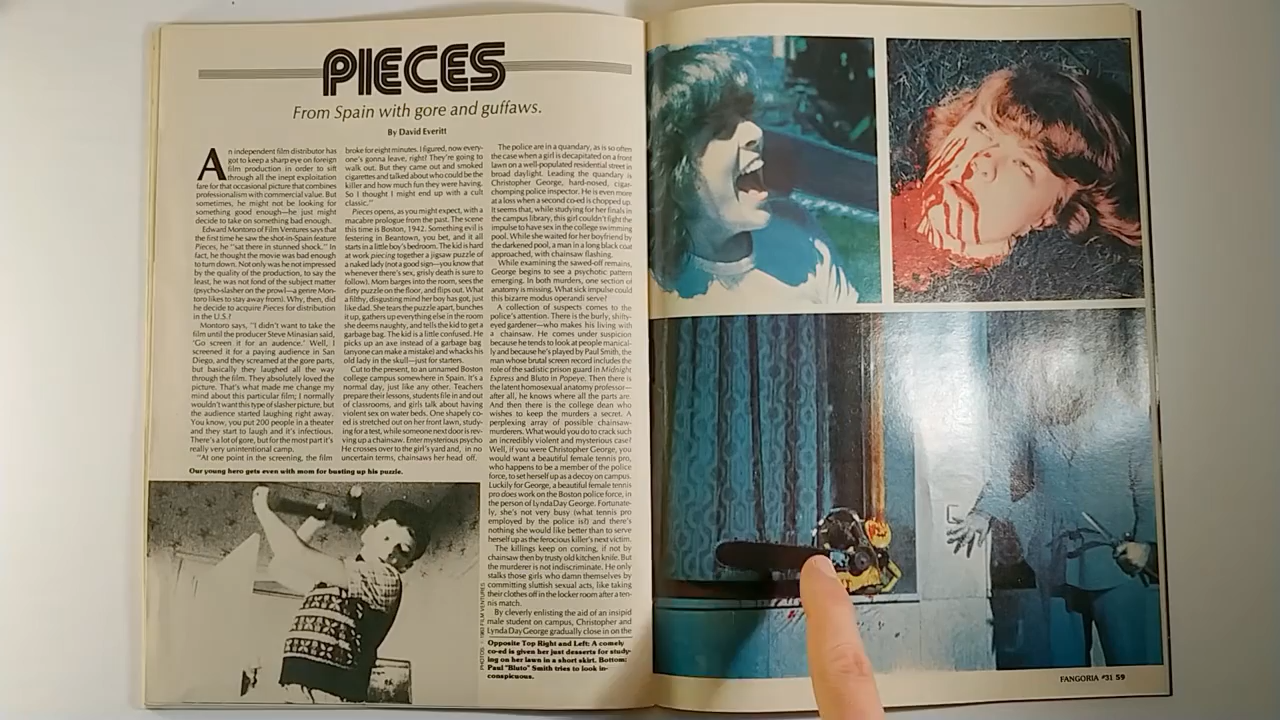 PIECES
From Spain with gore and guffaws.
By David Everitt
An independent film distributor has
got to keep a sharp eye on foreign
film production in order to sift
through all the inept exploitation
fare for that occasional picture that combines
professionalism with commercial value. But
sometimes, he might not be looking for
something good enough—he just might
decide to take on something bad enough.
Edward Montoro of Film Ventures says that
the first time he saw the shot-in-Spain feature
Pieces, he "sat there in stunned shock." In
fact, he thought the movie was bad enough
to turn down. Not only was he not impressed
by the quality of the production, to say the
least, he was not fond of the subject matter
(psycho-slasher on the prowl—a genre Mon-
toro likes to stay away from). Why, then, did
he decide to acquire Pieces for distribution
in the U.S.?
Montoro says, "I didn't want to take the
film until the producer Steve Minasian said,
'Go screen it for an audience.' Well, I
screened it for a paying audience in San
Diego, and they screamed at the gore parts,
but basically they laughed all the way
through the film. They absolutely loved the
picture. That's what made me change my
mind about this particular film; I normally
wouldn't want this type of slasher picture, but
the audience started laughing right away.
You know, you put 200 people in a theater
and they start to laugh and it's infectious.
There's a lot of gore, but for the most part it's
really very unintentional camp.
"At one point in the screening, the film
broke for eight minutes. I figured, now every-
one's gonna leave, right? They're going to
walk out. But they came out and smoked
cigarettes and talked about who could be the
killer and how much fun they were having.
So I thought I might end up with a cult
classic."
Pieces opens, as you might expect, with a
macabre prologue from the past. The scene
this time is Boston, 1942. Something evil is
festering in Beantown, you bet, and it all
starts in a little boy's bedroom. The kid is hard
at work piecing together a jigsaw puzzle of
a naked lady (not a good sign—you know that
whenever there's sex, grisly death is sure to
follow). Mom barges into the room, sees the
dirty puzzle on the floor, and flips out. What
a filthy, disgusting mind her boy has got, just
like dad. She tears the puzzle apart, bunches
it up, gathers up everything else in the room
she deems naughty, and tells the kid to get a
garbage bag. The kid is a little confused. He
picks up an axe instead of a garbage bag
(anyone can make a mistake) and whacks his
old lady in the skull—just for starters.
Cut to the present, to an unnamed Boston
college campus somewhere in Spain. It's a
normal day, just like any other. Teachers
prepare their lessons, students file in and out
of classrooms, and girls talk about having
violent sex on water beds. One shapely co-
ed is stretched out on her front lawn, study-
ing for a test, while someone next door is rev-
ving up a chainsaw. Enter mysterious psycho
He crosses over to the girl's yard and, in no
uncertain terms, chainsaws her head off.
The police are in a quandary, as is so often
the case when a girl is decapitated on a front
lawn on a well-populated residential street in
broad daylight. Leading the quandary is
Christopher George, hard-nosed, cigar-
chomping police inspector. He is even more
at a loss when a second co-ed is chopped up.
It seems that, while studying for her finals in
the campus library, this girl couldn't fight the
impulse to have sex in the college swimming
pool. While she waited for her boyfriend by
the darkened pool, a man in a long black coat
approached, with chainsaw flashing.
While examining the sawed-off remains,
George begins to see a psychotic pattern
emerging. In both murders, one section of
anatomy is missing. What sick impulse could
this bizarre modus operandi serve?
A collection of suspects comes to the
police's attention. There is the burly, shifty-
eyed gardener—who makes his living with
a chainsaw. He comes under suspicion
because he tends to look at people maniacal-
ly and because he's played by Paul Smith, the
man whose brutal screen record includes the
role of the sadistic prison guard in Midnight
Express and Bluto in Popeye. Then there is
the latent homosexual anatomy professor—
after all, he knows where all the parts are.
And then there is the college dean who
wishes to keep the murders a secret. A
perplexing array of possible chainsaw-
murderers. What would you do to crack such
an incredibly violent and mysterious case?
Well, if you were Christopher George, you
would want a beautiful female tennis pro,
who happens to be a member of the police
force, to set herself up as a decoy on campus.
Luckily for George, a beautiful female tennis
pro does work on the Boston police force, in
the person of Lynda Day George. Fortunate-
ly, she's not very busy (what tennis pro
employed by the police is?) and there's
nothing she would like better than to serve
herself up as the ferocious killer's next victim.
The killings keep on coming, if not by
chainsaw then by trusty old kitchen knife. But
the murderer is not indiscriminate. He only
stalks those girls who damn themselves by
committing sluttish sexual acts, like taking
their clothes off in the locker room after a ten-
nis match.
By cleverly enlisting the aid of an insipid
male student on campus, Christopher and
Lynda Day George gradually close in on the
Our young hero gets even with mom for busting up his puzzle.
PHOTOS: © 1983 FILM VENTURES
Opposite Top Right and Left: A comely
co-ed is given her just desserts for study-
ing on her lawn in a short skirt. Bottom:
Paul "Bluto" Smith tries to look in-
conspicuous.
FANGORIA #31 59